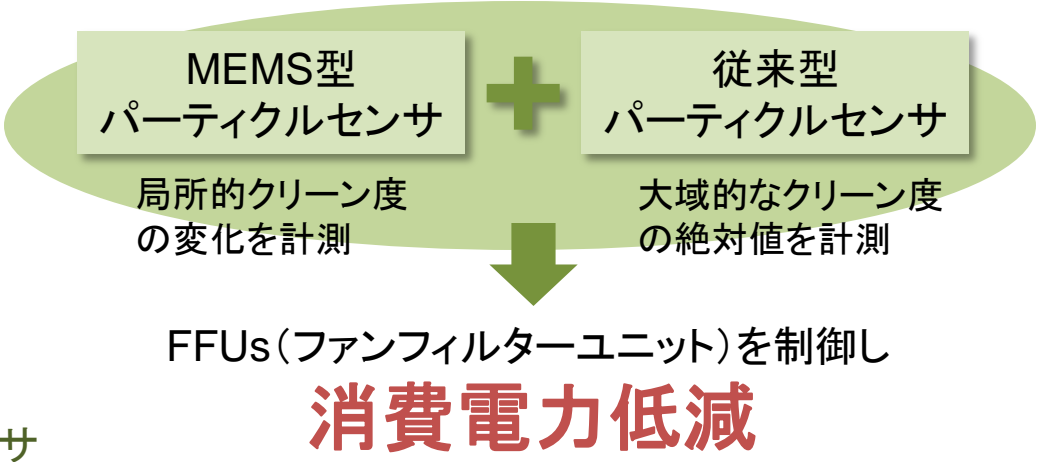 MEMS型
パーティクルセンサ
従来型
パーティクルセンサ
局所的クリーン度
の変化を計測
大域的なクリーン度
の絶対値を計測
FFUs(ファンフィルターユニット)を制御し
消費電力低減
サ